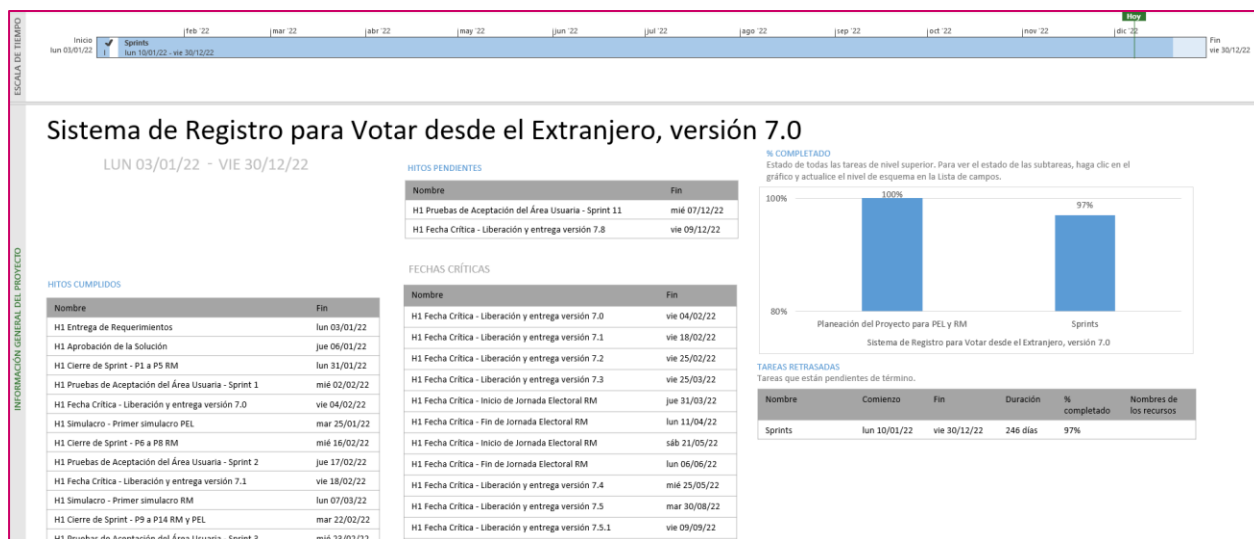 ESCALA DE TIEMPO
Hoy
feb '22 mar '22 abr '22 may '22 jun '22 jul '22 ago '22 sep '22 oct '22 nov '22 dic '22
Inicio
lun 03/01/22
Sprints
lun 10/01/22 - vie 30/12/22
Fin
vie 30/12/22
INFORMACIÓN GENERAL DEL PROYECTO
Sistema de Registro para Votar desde el Extranjero, versión 7.0
LUN 03/01/22 - VIE 30/12/22
HITOS CUMPLIDOS
Nombre Fin
H1 Entrega de Requerimientos lun 03/01/22
H1 Aprobación de la Solución jue 06/01/22
H1 Cierre de Sprint - P1 a P5 RM lun 31/01/22
H1 Pruebas de Aceptación del Área Usuaria - Sprint 1 mié 02/02/22
H1 Fecha Crítica - Liberación y entrega versión 7.0 vie 04/02/22
H1 Simulacro - Primer simulacro PEL mar 25/01/22
H1 Cierre de Sprint - P6 a P8 RM mié 16/02/22
H1 Pruebas de Aceptación del Área Usuaria - Sprint 2 jue 17/02/22
H1 Fecha Crítica - Liberación y entrega versión 7.1 vie 18/02/22
H1 Simulacro - Primer simulacro RM lun 07/03/22
H1 Cierre de Sprint - P9 a P14 RM y PEL mar 22/02/22
H1 Pruebas de Aceptación del Área Usuaria - Sprint 3 mié 23/02/22
HITOS PENDIENTES
Nombre Fin
H1 Pruebas de Aceptación del Área Usuaria - Sprint 11 mié 07/12/22
H1 Fecha Crítica - Liberación y entrega versión 7.8 vie 09/12/22
FECHAS CRÍTICAS
Nombre Fin
H1 Fecha Crítica - Liberación y entrega versión 7.0 vie 04/02/22
H1 Fecha Crítica - Liberación y entrega versión 7.1 vie 18/02/22
H1 Fecha Crítica - Liberación y entrega versión 7.2 vie 25/02/22
H1 Fecha Crítica - Liberación y entrega versión 7.3 vie 25/03/22
H1 Fecha Crítica - Inicio de Jornada Electoral RM jue 31/03/22
H1 Fecha Crítica - Fin de Jornada Electoral RM lun 11/04/22
H1 Fecha Crítica - Inicio de Jornada Electoral RM sáb 21/05/22
H1 Fecha Crítica - Fin de Jornada Electoral RM lun 06/06/22
H1 Fecha Crítica - Liberación y entrega versión 7.4 mié 25/05/22
H1 Fecha Crítica - Liberación y entrega versión 7.5 mar 30/08/22
H1 Fecha Crítica - Liberación y entrega versión 7.5.1 vie 09/09/22
% COMPLETADO
Estado de todas las tareas de nivel superior. Para ver el estado de las subtareas, haga clic en el
gráfico y actualice el nivel de esquema en la Lista de campos.
100%
100%
97%
80%
Planeación del Proyecto para PEL y RM Sprints
Sistema de Registro para Votar desde el Extranjero, versión 7.0
TAREAS RETRASADAS
Tareas que están pendientes de término.
Nombre Comienzo Fin Duración % completado Nombres de los recursos
Sprints lun 10/01/22 vie 30/12/22 246 días 97%